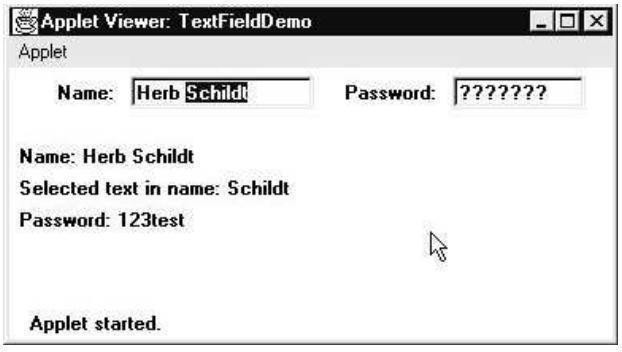 Applet Viewer: TextFieldDemo
Applet
Name: Herb Schildt Password: ???????
Name: Herb Schildt
Selected text in name: Schildt
Password: 123test
Applet started.